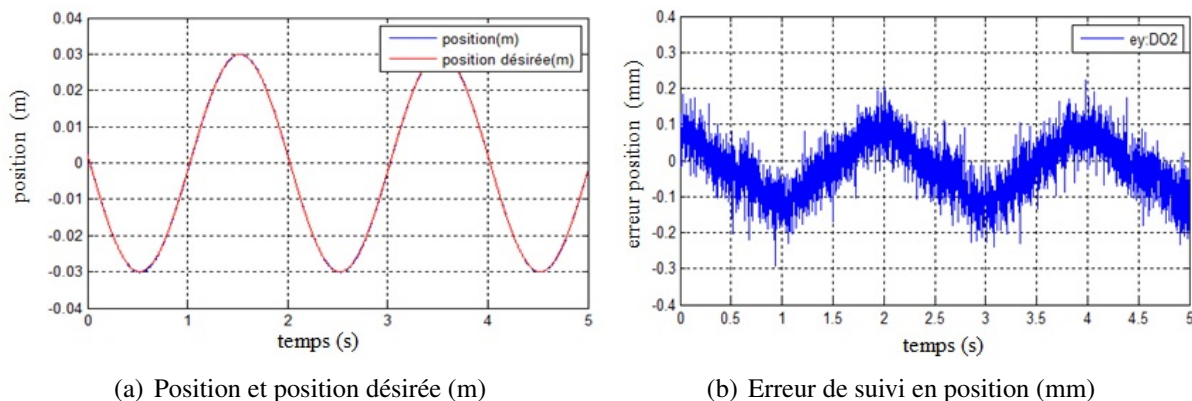 0.04
0.03
0.02
0.01
0
-0.01
-0.02
-0.03
-0.04
position (m)
0 1 2 3 4 5
temps (s)
position(m)
position désirée(m)
(a) Position et position désirée (m)
0.4
0.3
0.2
0.1
0
-0.1
-0.2
-0.3
-0.4
erreur position (mm)
0 0.5 1 1.5 2 2.5 3 3.5 4 4.5 5
temps (s)
ey:DO2
(b) Erreur de suivi en position (mm)